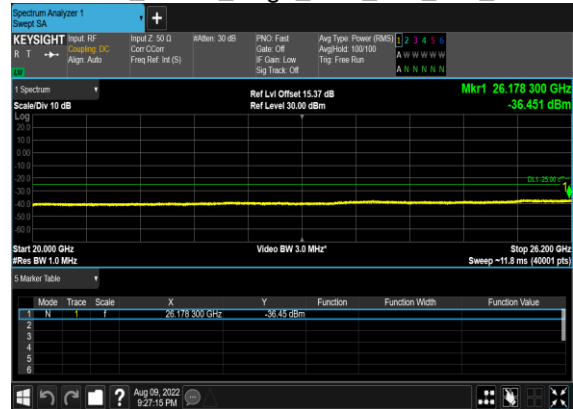 Spectrum Analyzer 1
Swept SA
+
KEYSIGHT Input: RF Input Z: 50 Ω #Atten: 30 dB PNO: Fast Avg Type: Power (RMS) 1 2 3 4 5 6
R T Coupling: DC Corr CCorr Gate: Off Avg|Hold: 100/100 A W W W W W
Align: Auto Freq Ref: Int (S) IF Gain: Low Trig: Free Run
Sig Track: Off A N N N N N
1 Spectrum Ref Lvl Offset 15.37 dB Mkr1 26.178 300 GHz
Scale/Div 10 dB Ref Level 30.00 dBm -36.451 dBm
Log
20.0
10.0
0.00
-10.0
-20.0 DL1 -25.00
-30.0 1
-40.0
-50.0
-60.0
Start 20.000 GHz Video BW 3.0 MHz* Stop 26.200 GHz
#Res BW 1.0 MHz Sweep ~11.8 ms (40001 pts)
5 Marker Table
Mode Trace Scale X Y Function Function Width Function Value
1 N 1 f 26.178 300 GHz -36.45 dBm
2
3
4
5
6
? Aug 09, 2022
9:27:15 PM